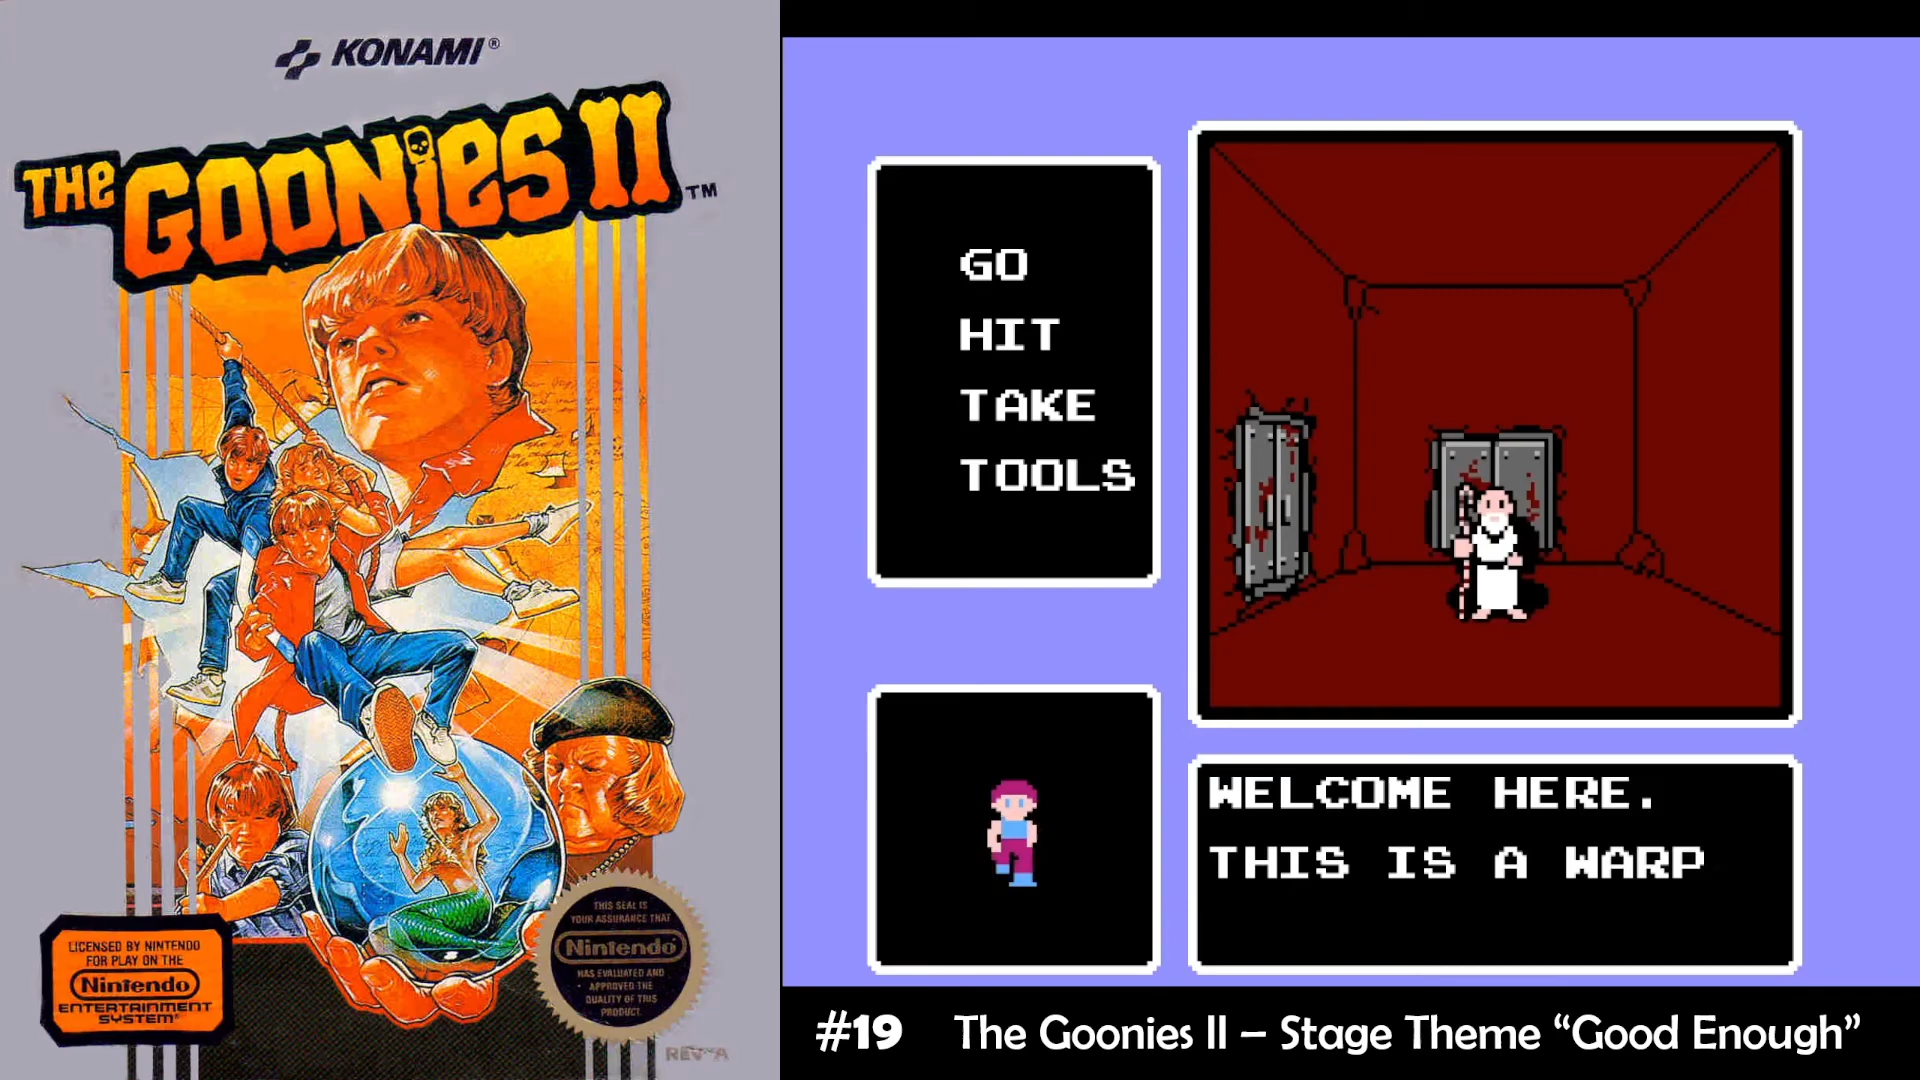 KONAMI®
THE GOONIES II™
LICENSED BY NINTENDO
FOR PLAY ON THE
Nintendo
ENTERTAINMENT
SYSTEM®
THIS SEAL IS
YOUR ASSURANCE THAT
Nintendo
HAS EVALUATED AND
APPROVED THE
QUALITY OF THIS
PRODUCT.
REV-A
GO
HIT
TAKE
TOOLS
WELCOME HERE.
THIS IS A WARP
#19 The Goonies II – Stage Theme “Good Enough”